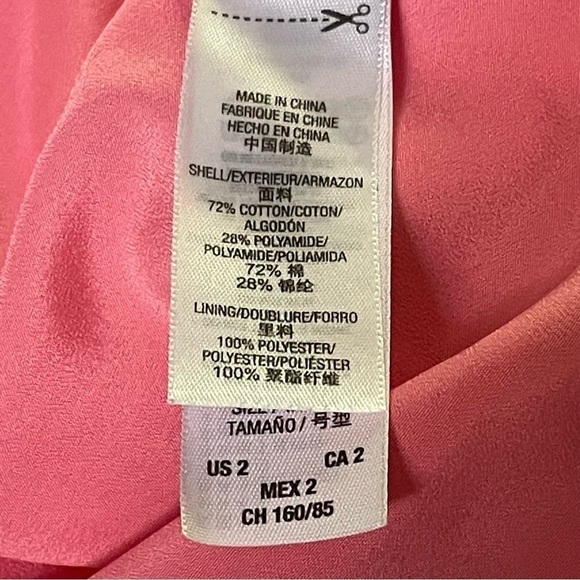 MADE IN CHINA
FABRIQUE EN CHINE
HECHO EN CHINA
中国制造
SHELL/EXTERIEUR/ARMAZON
面料
72% COTTON/COTON/
ALGODÓN
28% POLYAMIDE/
POLYAMIDE/POLIAMIDA
72% 棉
28% 锦纶
LINING/DOUBLURE/FORRO
里料
100% POLYESTER/
POLYESTER/POLIÉSTER
100% 聚酯纤维
TAMAÑO / 号型
US 2 CA 2
MEX 2
CH 160/85